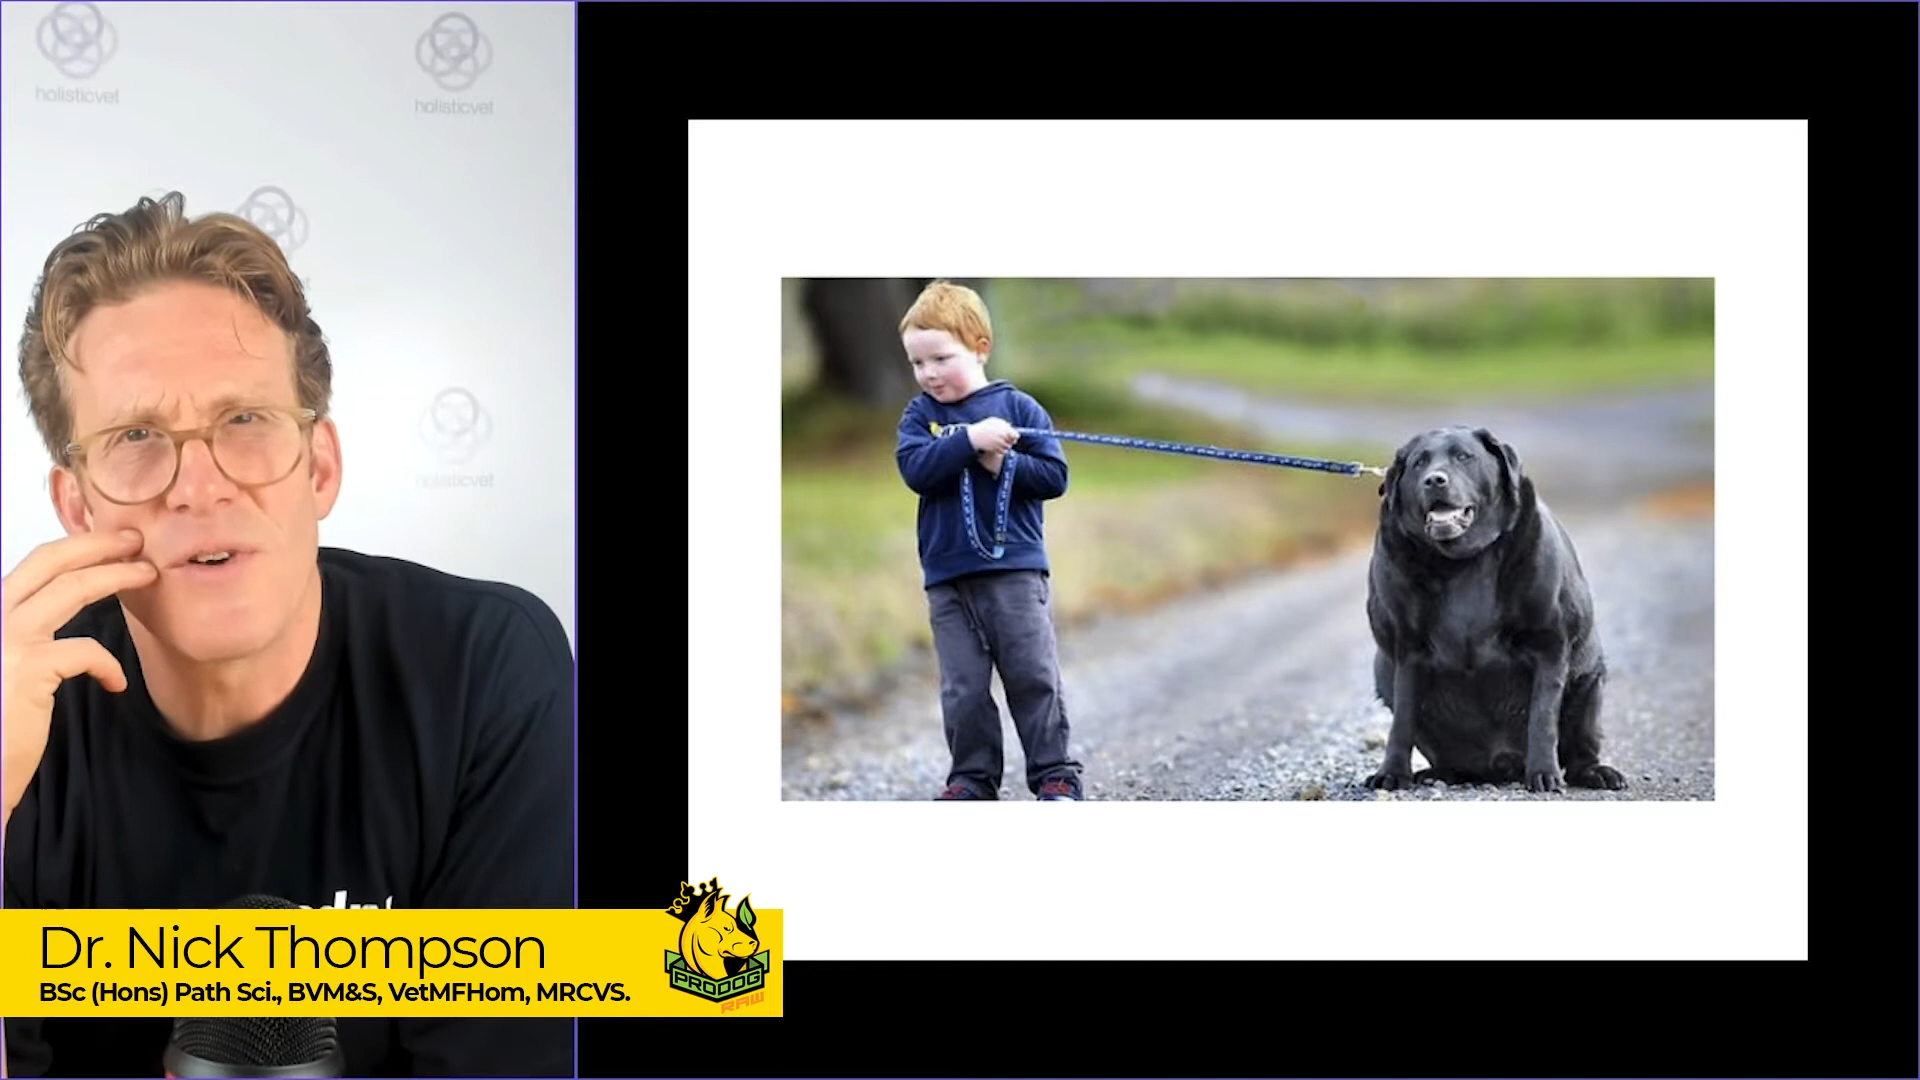 holisticvet
holisticvet
holisticvet
Dr. Nick Thompson
BSc (Hons) Path Sci., BVM&S, VetMFHom, MRCVS.
PRODOG
RAW